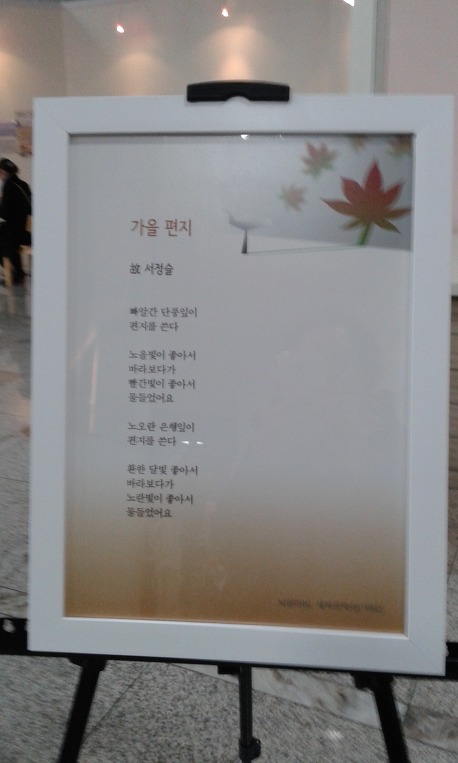 가을 편지
故 서정슬
빠알간 단풍잎이
편지를 쓴다
노을빛이 좋아서
바라보다가
빨간빛이 좋아서
물들었어요
노오란 은행잎이
편지를 쓴다
환한 달빛 좋아서
바라보다가
노란빛이 좋아서
물들었어요